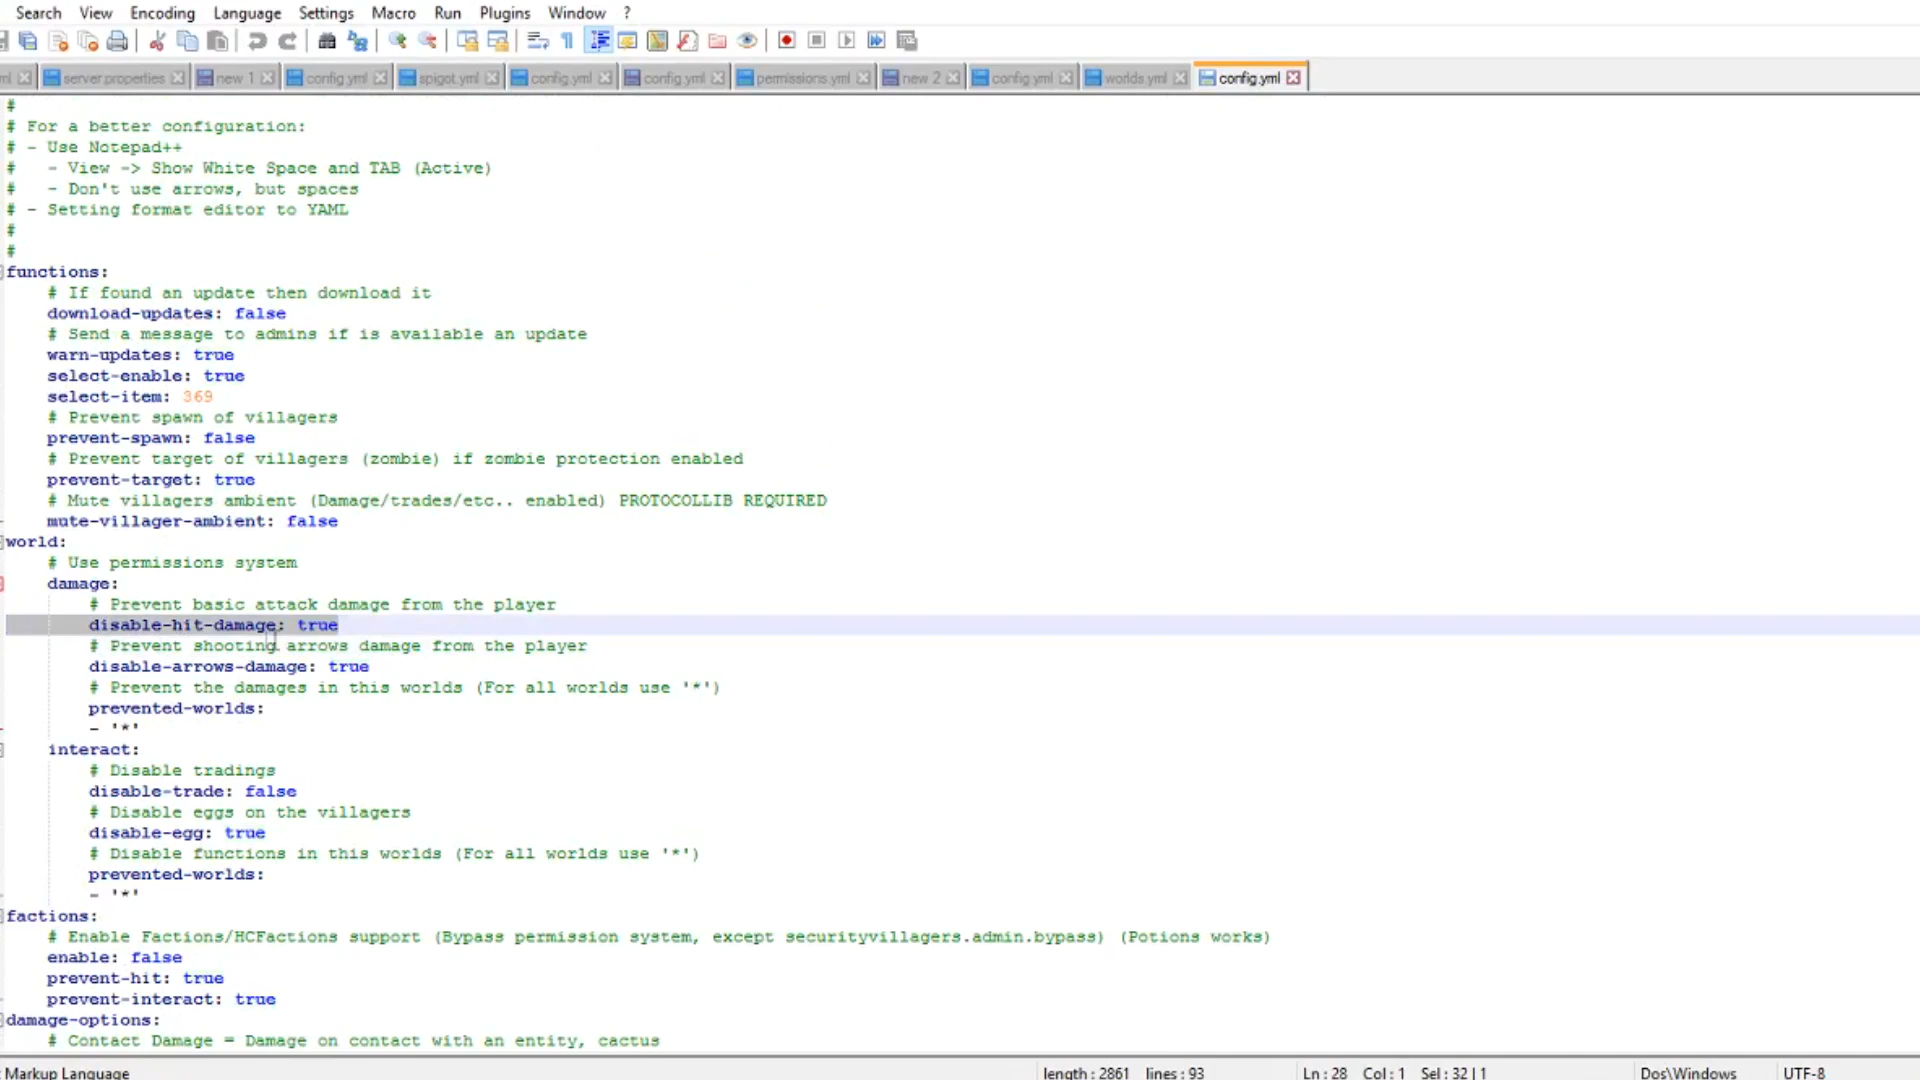 Search View Encoding Language Settings Macro Run Plugins Window ?
server.properties new 1 config.yml spigot.yml config.yml config.yml permissions.yml new 2 config.yml worlds.yml config.yml
#
# For a better configuration:
# - Use Notepad++
#   - View -> Show White Space and TAB (Active)
#   - Don't use arrows, but spaces
# - Setting format editor to YAML
#
#
functions:
    # If found an update then download it
    download-updates: false
    # Send a message to admins if is available an update
    warn-updates: true
    select-enable: true
    select-item: 369
    # Prevent spawn of villagers
    prevent-spawn: false
    # Prevent target of villagers (zombie) if zombie protection enabled
    prevent-target: true
    # Mute villagers ambient (Damage/trades/etc.. enabled) PROTOCOLLIB REQUIRED
    mute-villager-ambient: false
world:
    # Use permissions system
    damage:
        # Prevent basic attack damage from the player
        disable-hit-damage: true
        # Prevent shooting arrows damage from the player
        disable-arrows-damage: true
        # Prevent the damages in this worlds (For all worlds use '*')
        prevented-worlds:
        - '*'
    interact:
        # Disable tradings
        disable-trade: false
        # Disable eggs on the villagers
        disable-egg: true
        # Disable functions in this worlds (For all worlds use '*')
        prevented-worlds:
        - '*'
factions:
    # Enable Factions/HCFactions support (Bypass permission system, except securityvillagers.admin.bypass) (Potions works)
    enable: false
    prevent-hit: true
    prevent-interact: true
damage-options:
    # Contact Damage = Damage on contact with an entity, cactus
Markup Language length : 2861 lines : 93 Ln : 28 Col : 1 Sel : 32 | 1 Dos\Windows UTF-8